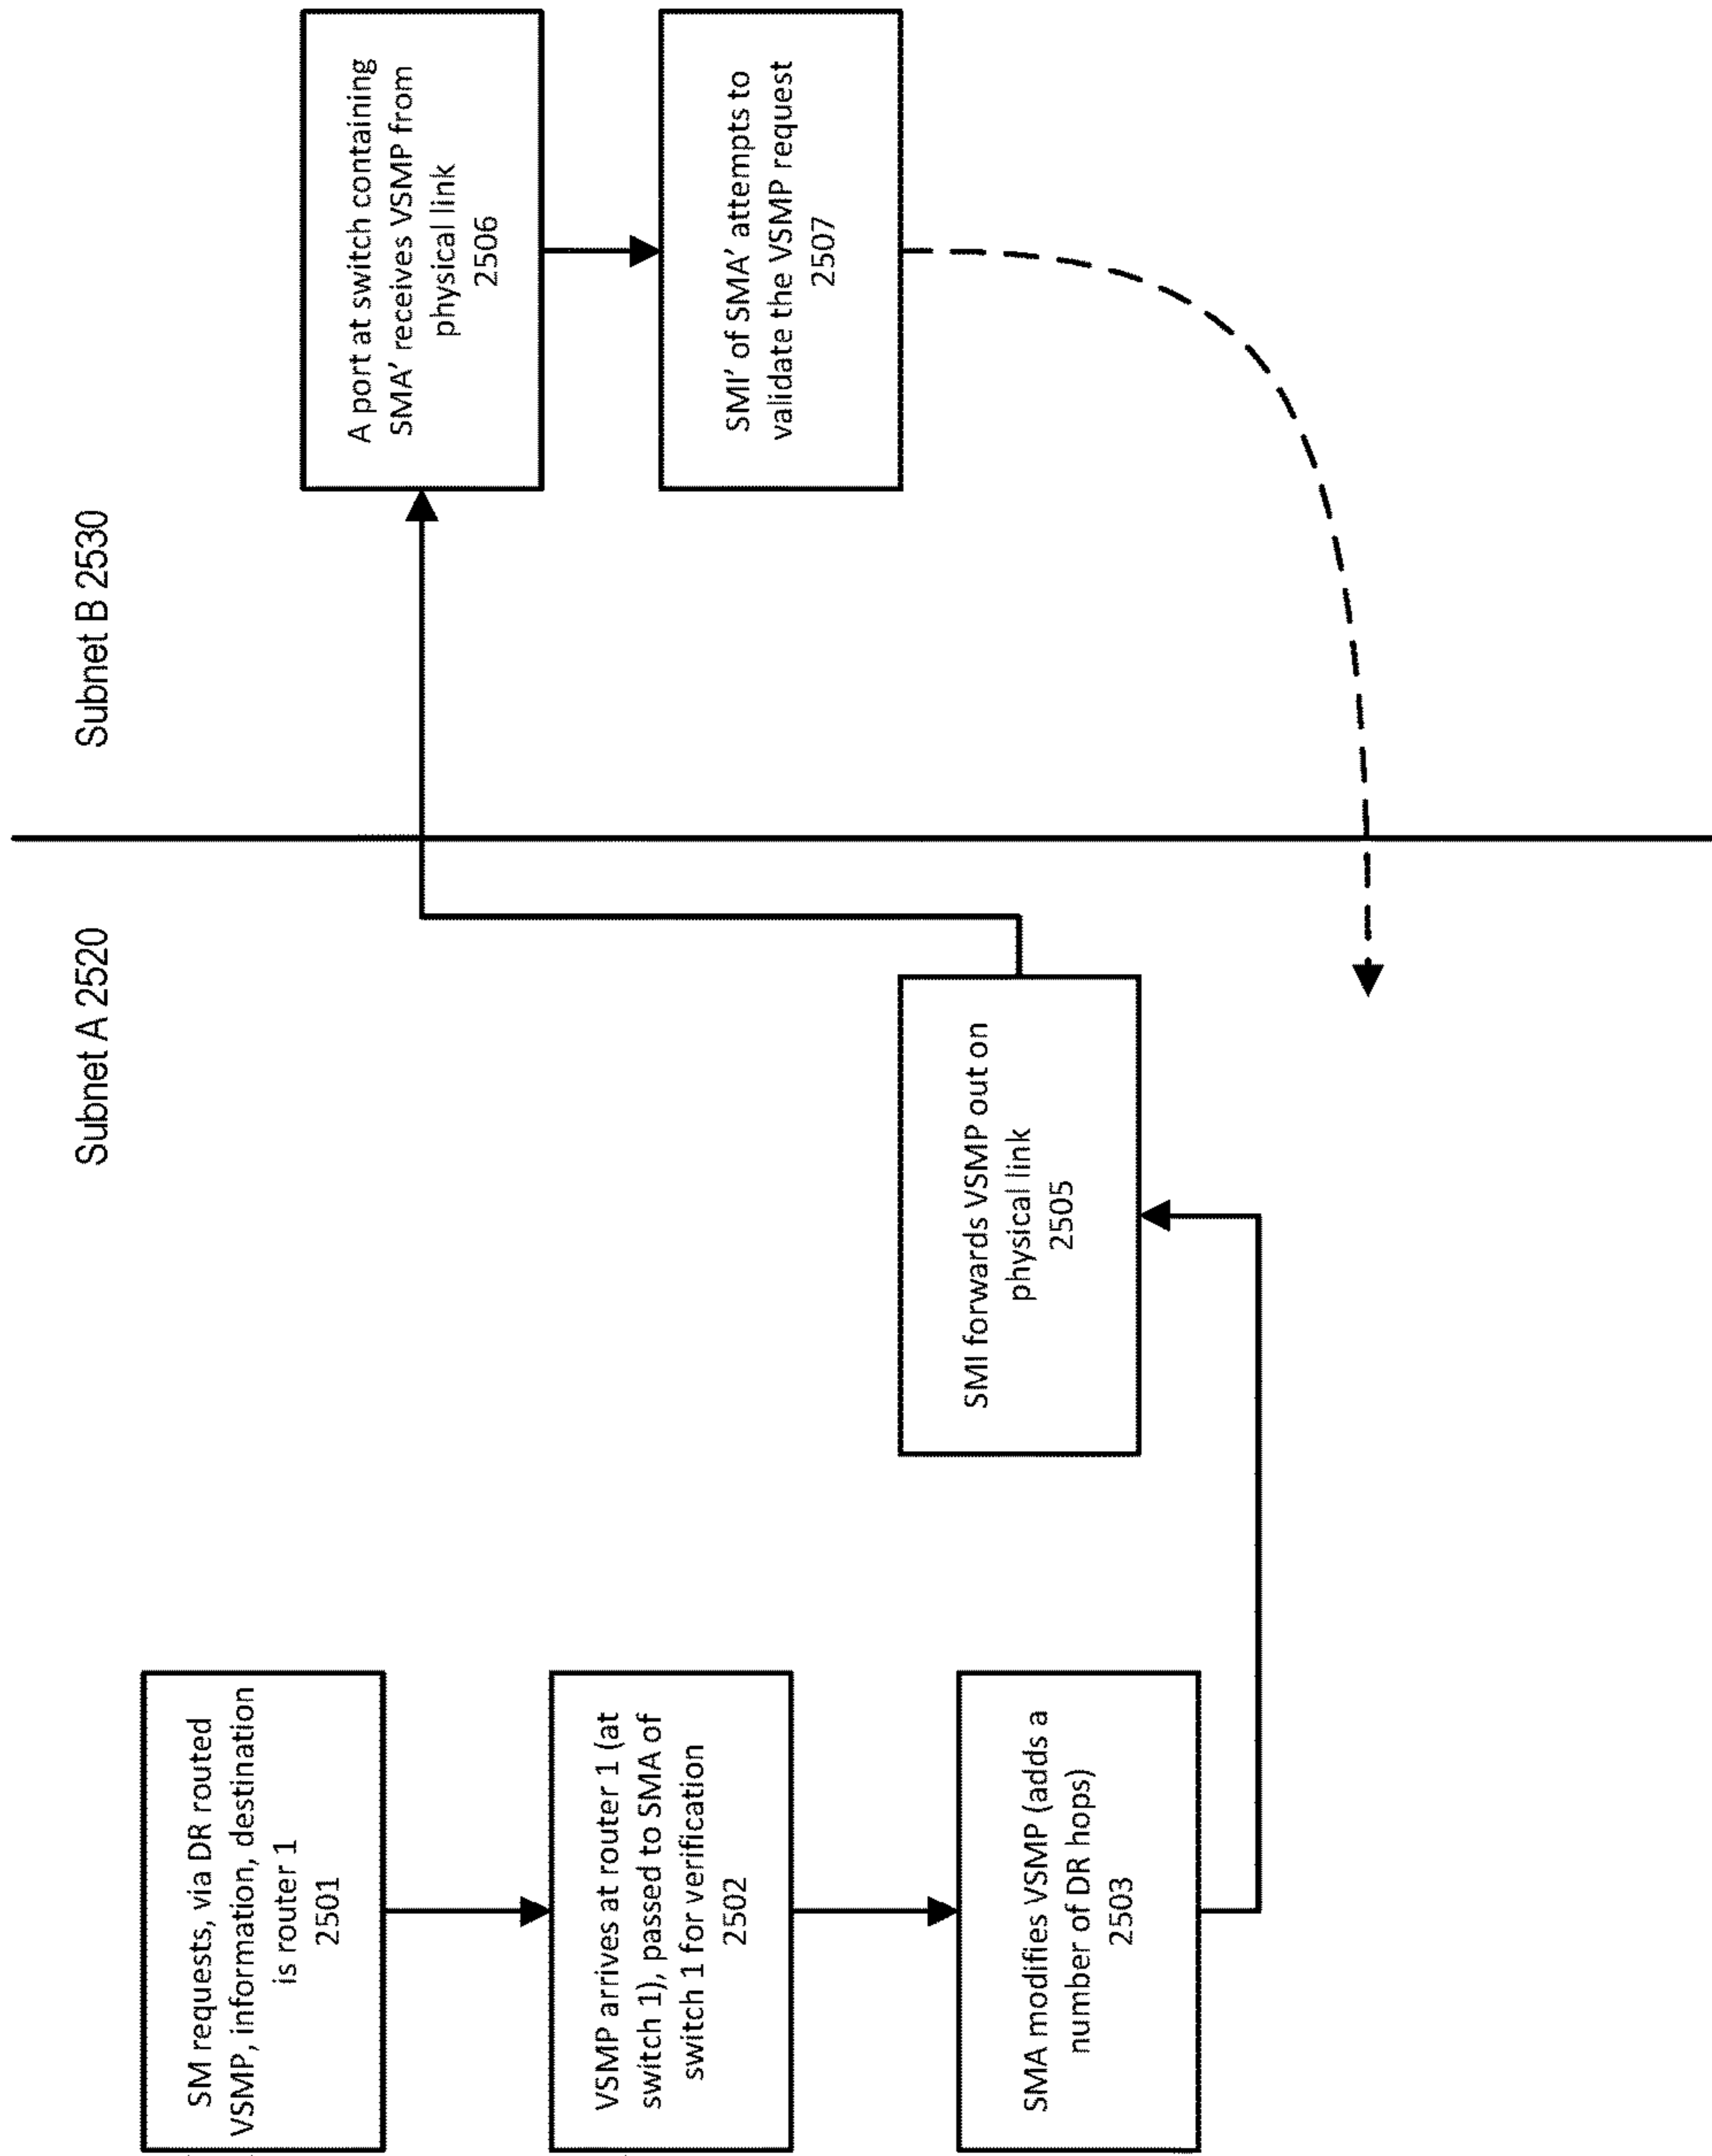 Subnet A 2520
Subnet B 2530
SM requests, via DR routed
VSMP, information, destination
is router 1
2501
VSMP arrives at router 1 (at
switch 1), passed to SMA of
switch 1 for verification
2502
SMA modifies VSMP (adds a
number of DR hops)
2503
SMI forwards VSMP out on
physical link
2505
A port at switch containing
SMA' receives VSMP from
physical link
2506
SMI' of SMA' attempts to
validate the VSMP request
2507